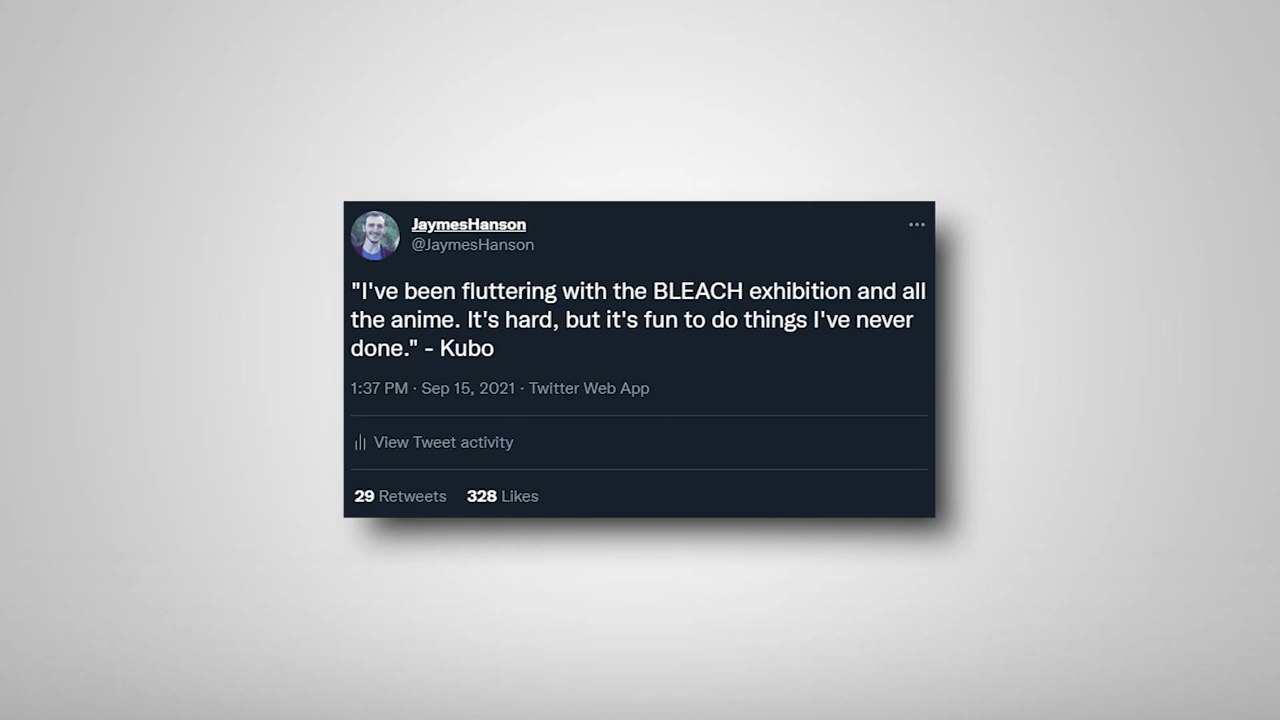 JaymesHanson
@JaymesHanson
"I've been fluttering with the BLEACH exhibition and all
the anime. It's hard, but it's fun to do things I've never
done." - Kubo
1:37 PM · Sep 15, 2021 · Twitter Web App
View Tweet activity
29 Retweets 328 Likes